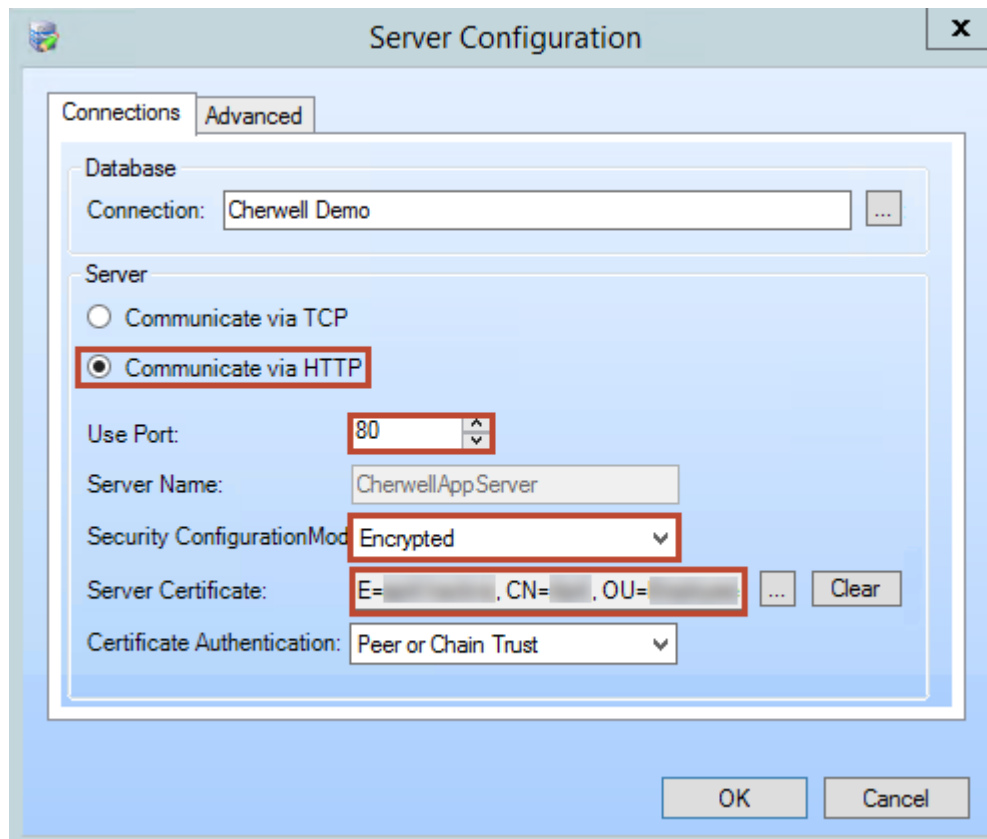 Server Configuration
x
Connections Advanced
Database
Connection: Cherwell Demo ...
Server
Communicate via TCP
Communicate via HTTP
Use Port: 80
Server Name: CherwellAppServer
Security ConfigurationMod Encrypted
Server Certificate: E= , CN= , OU= ... Clear
Certificate Authentication: Peer or Chain Trust
OK Cancel